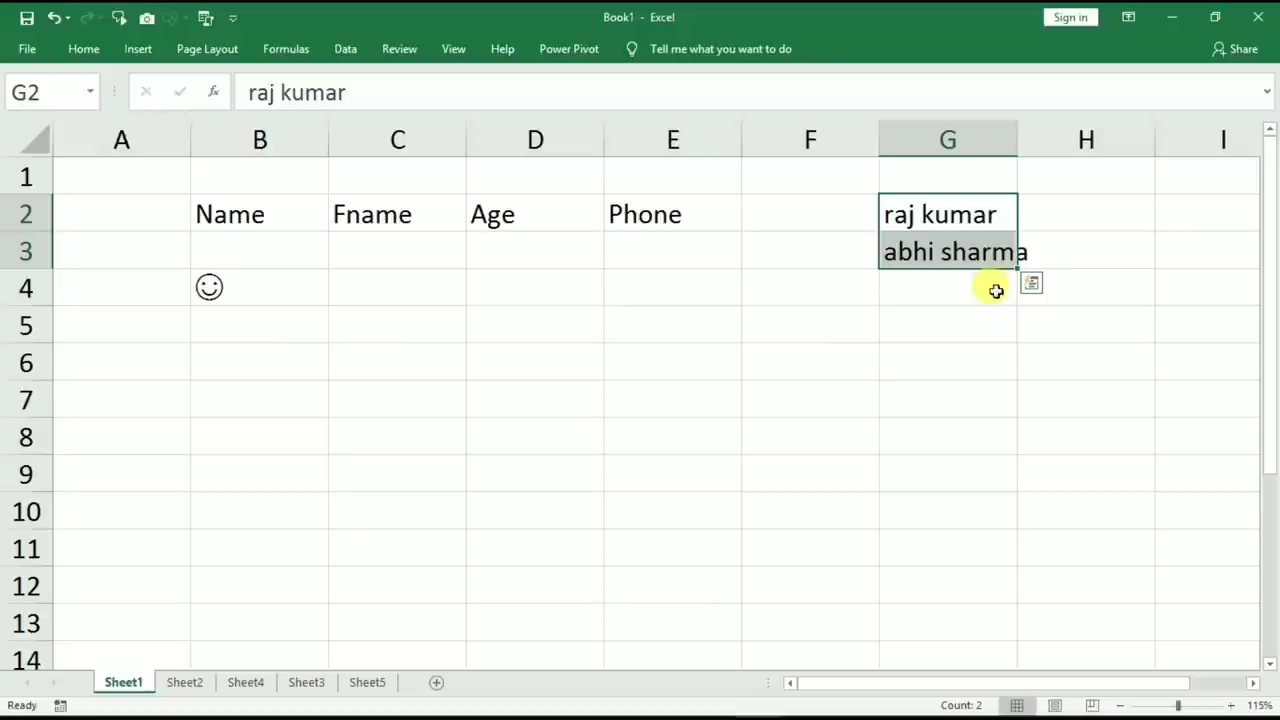 Book1 - Excel
Sign in
File Home Insert Page Layout Formulas Data Review View Help Power Pivot Tell me what you want to do Share
G2 fx raj kumar
A B C D E F G H I
1
2 Name Fname Age Phone raj kumar
3 abhi sharma
4
5
6
7
8
9
10
11
12
13
14
Sheet1 Sheet2 Sheet4 Sheet3 Sheet5
Ready Count: 2 115%